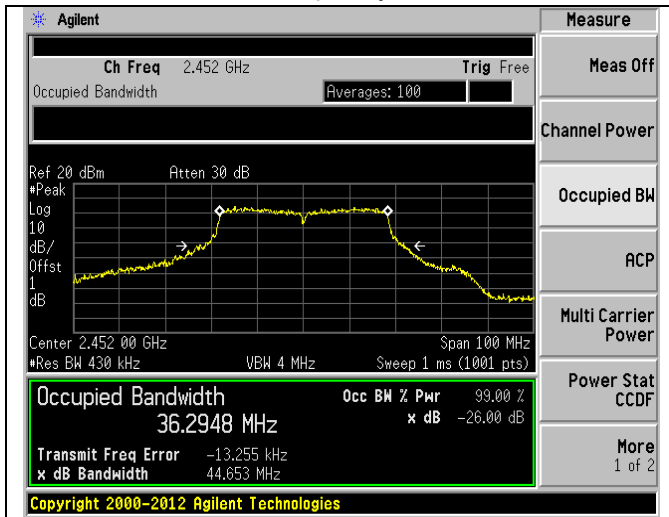 Agilent
Measure
Ch Freq 2.452 GHz Trig Free
Occupied Bandwidth Averages: 100
Ref 20 dBm Atten 30 dB
#Peak
Log
10
dB/
Offst
1
dB
Center 2.452 00 GHz Span 100 MHz
#Res BW 430 kHz VBW 4 MHz Sweep 1 ms (1001 pts)
Occupied Bandwidth Occ BW % Pwr 99.00 %
36.2948 MHz x dB -26.00 dB
Transmit Freq Error -13.255 kHz
x dB Bandwidth 44.653 MHz
Copyright 2000-2012 Agilent Technologies
Meas Off
Channel Power
Occupied BW
ACP
Multi Carrier
Power
Power Stat
CCDF
More
1 of 2